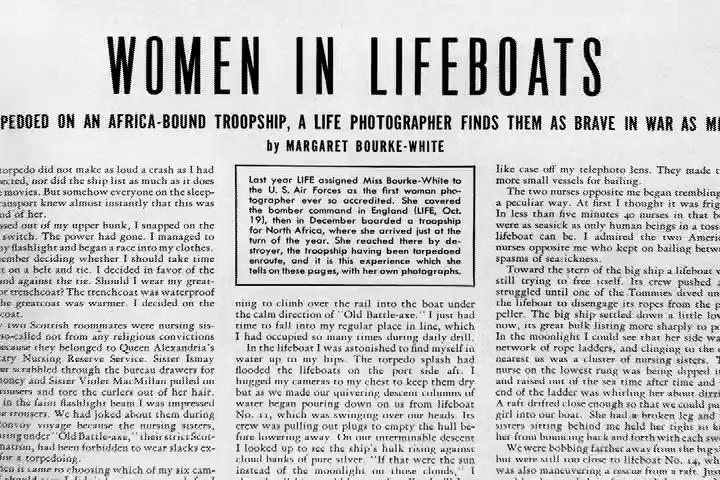 WOMEN IN LIFEBOATS
PEDOED ON AN AFRICA-BOUND TROOPSHIP, A LIFE PHOTOGRAPHER FINDS THEM AS BRAVE IN WAR AS M
by MARGARET BOURKE-WHITE
torpedo did not make as loud a crash as I had
ected, nor did the ship list as much as it does
e movies. But somehow everyone on the sleep-
ransport knew almost instantly that this was
nd of her.
ssed out of my upper bunk, I snapped on the
switch. The power had gone. I managed to
y flashlight and began a race into my clothes.
ember deciding whether I should take time
t on a belt and tie. I decided in favor of the
nd against the tie. Should I wear my great-
or trenchcoat? The trenchcoat was waterproof
he greatcoat was warmer. I decided on the
coat.
two Scottish roommates were nursing sis-
so-called not from any religious convictions
ecause they belonged to Queen Alexandria's
ary Nursing Reserve Service. Sister Ismay
er scrabbled through the bureau drawers for
oney and Sister Violet MacMillan pulled on
ousers and tore the curlers out of her hair.
in the faint flashlight beam I was impressed
e trousers. We had joked about them during
onvoy voyage because the nursing sisters,
ing under "Old Battle-axe," their strict Scot-
matron, had been forbidden to wear slacks ex-
for a torpedoing.
hen it came to choosing which of my six cam-
Last year LIFE assigned Miss Bourke-White to
the U. S. Air Forces as the first woman pho-
tographer ever so accredited. She covered
the bomber command in England (LIFE, Oct.
19), then in December boarded a troopship
for North Africa, where she arrived just at the
turn of the year. She reached there by de-
stroyer, the troopship having been torpedoed
enroute, and it is this experience which she
tells on these pages, with her own photographs.
ning to climb over the rail into the boat under
the calm direction of "Old Battle-axe." I just had
time to fall into my regular place in line, which
I had occupied so many times during daily drill.
In the lifeboat I was astonished to find myself in
water up to my hips. The torpedo splash had
flooded the lifeboats on the port side aft. I
hugged my cameras to my chest to keep them dry
but as we made our quivering descent columns of
water began pouring down on us from lifeboat
No. 11, which was swinging over our heads. Its
crew was pulling out plugs to empty the hull be-
fore lowering away. On our interminable descent
I looked up to see the ship's hulk rising against
cloud banks of pure silver. "If that were the sun
instead of the moonlight on those clouds," I
like case off my telephoto lens. They made t
more small vessels for bailing.
The two nurses opposite me began trembling
a peculiar way. At first I thought it was frig
In less than five minutes 40 nurses in that b
were as seasick as only human beings in a toss
lifeboat can be. I admired the two Ameri
nurses opposite me who kept on bailing betw
spasms of seasickness.
Toward the stern of the big ship a lifeboat w
still trying to free itself. Its crew pushed a
struggled until one of the Tommies dived und
the lifeboat to disengage its ropes from the p
peller. The big ship settled down a little low
now, its great bulk listing more sharply to po
In the moonlight I could see that her side wa
network of rope ladders, and clinging to the o
nearest us was a cluster of nursing sisters. T
nurse on the lowest rung was being dipped i
and raised out of the sea time after time and
end of the ladder was whirling her about dizz
A raft drifted close enough so that we could pu
girl into our boat. She had a broken leg and
sisters sitting behind me held her tight so k
her from bouncing back and forth with each sw
We were bobbing farther away from the big s
but were still too close to lifeboat No. 14, wh
was also maneuvering a rescue from a raft. Just